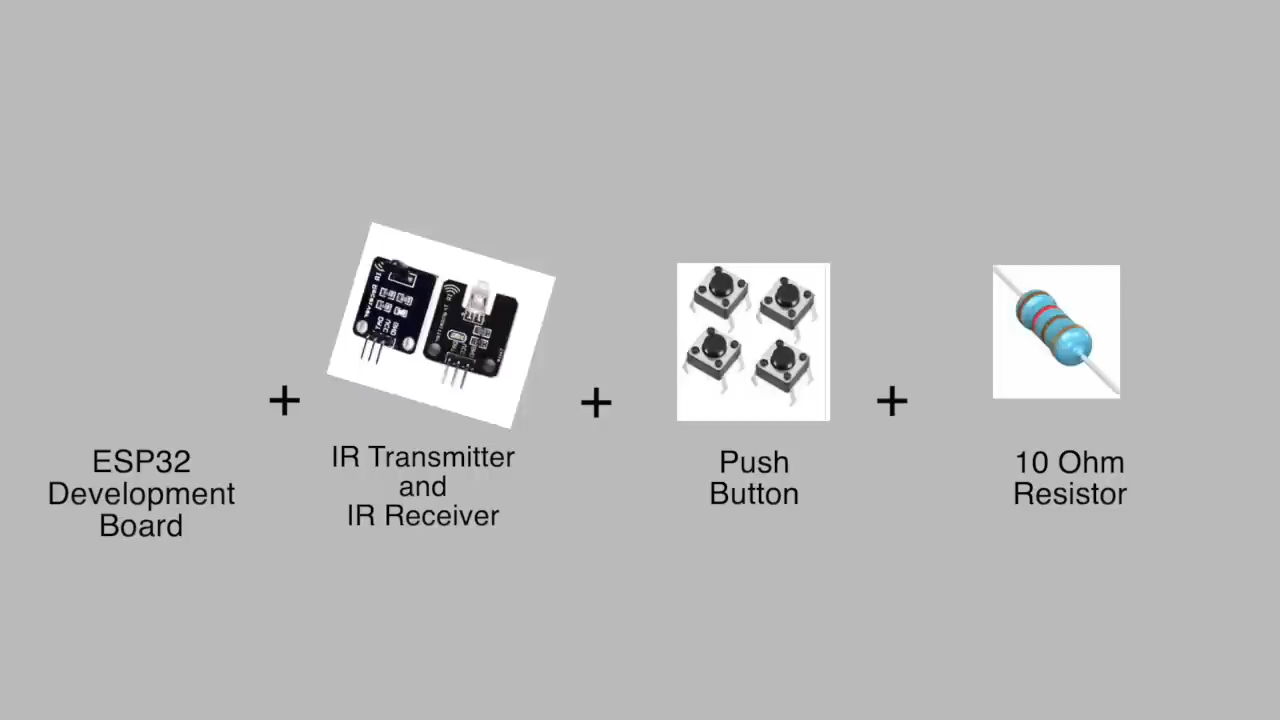 ESP32
Development
Board
+
IR Transmitter
and
IR Receiver
+
Push
Button
+
10 Ohm
Resistor